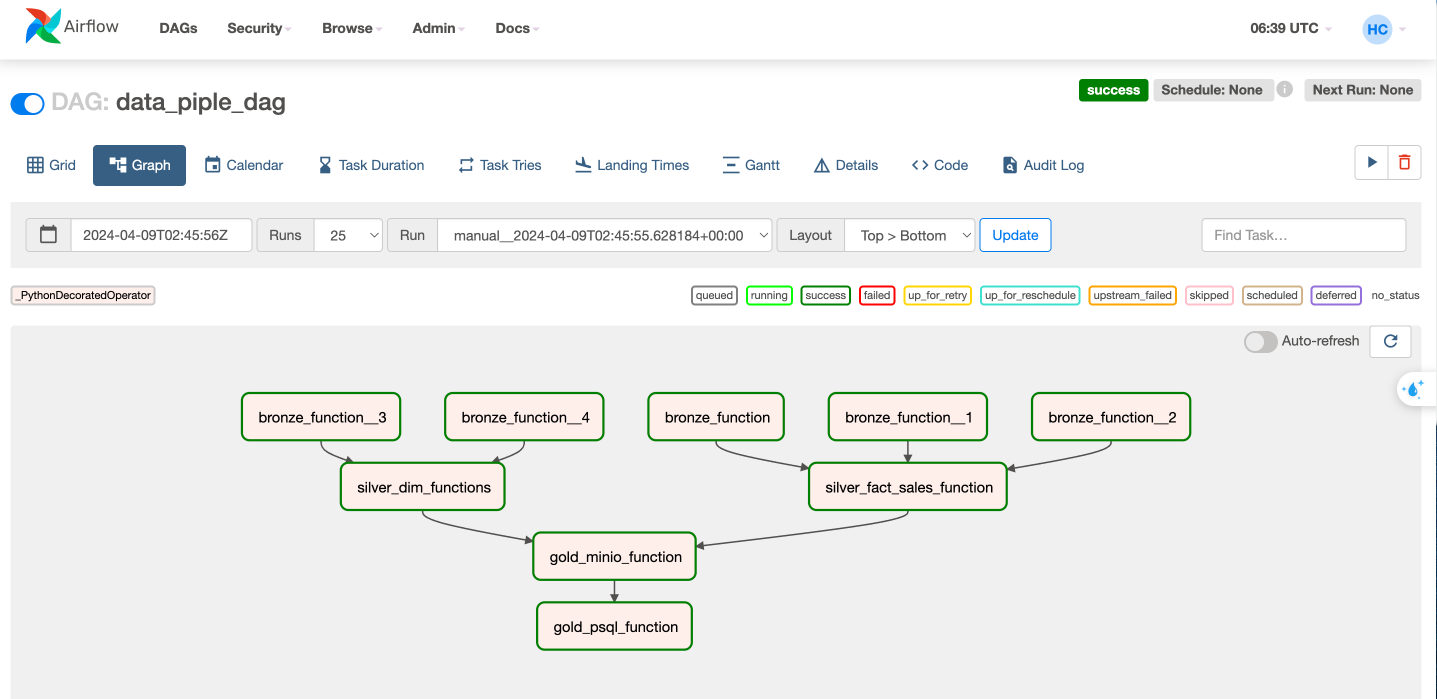 Airflow DAGs Security Browse Admin Docs 06:39 UTC HC
DAG: data_piple_dag success Schedule: None i Next Run: None
Grid Graph Calendar Task Duration Task Tries Landing Times Gantt Details Code Audit Log
2024-04-09T02:45:56Z Runs 25 Run manual__2024-04-09T02:45:55.628184+00:00 Layout Top > Bottom Update Find Task...
_PythonDecoratedOperator queued running success failed up_for_retry up_for_reschedule upstream_failed skipped scheduled deferred no_status
Auto-refresh
bronze_function__3 bronze_function__4 bronze_function bronze_function__1 bronze_function__2
silver_dim_functions silver_fact_sales_function
gold_minio_function
gold_psql_function